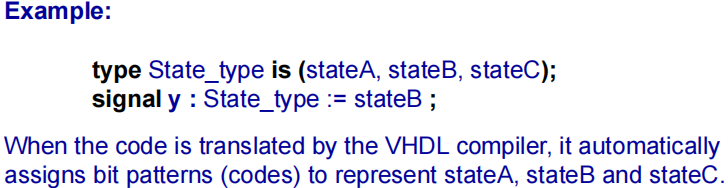 Example:
type State_type is (stateA, stateB, stateC);
signal y : State_type := stateB ;
When the code is translated by the VHDL compiler, it automatically
assigns bit patterns (codes) to represent stateA, stateB and stateC.